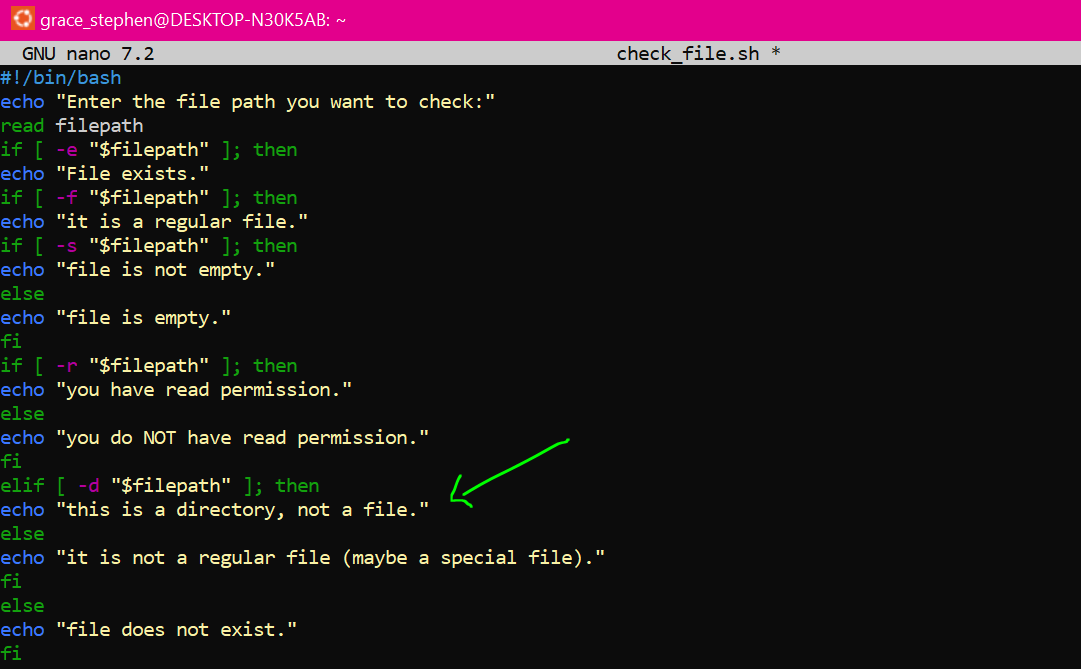 grace_stephen@DESKTOP-N30K5AB: ~
GNU nano 7.2 check_file.sh *
#!/bin/bash
echo "Enter the file path you want to check:"
read filepath
if [ -e "$filepath" ]; then
echo "File exists."
if [ -f "$filepath" ]; then
echo "it is a regular file."
if [ -s "$filepath" ]; then
echo "file is not empty."
else
echo "file is empty."
fi
if [ -r "$filepath" ]; then
echo "you have read permission."
else
echo "you do NOT have read permission."
fi
elif [ -d "$filepath" ]; then
echo "this is a directory, not a file."
else
echo "it is not a regular file (maybe a special file)."
fi
else
echo "file does not exist."
fi